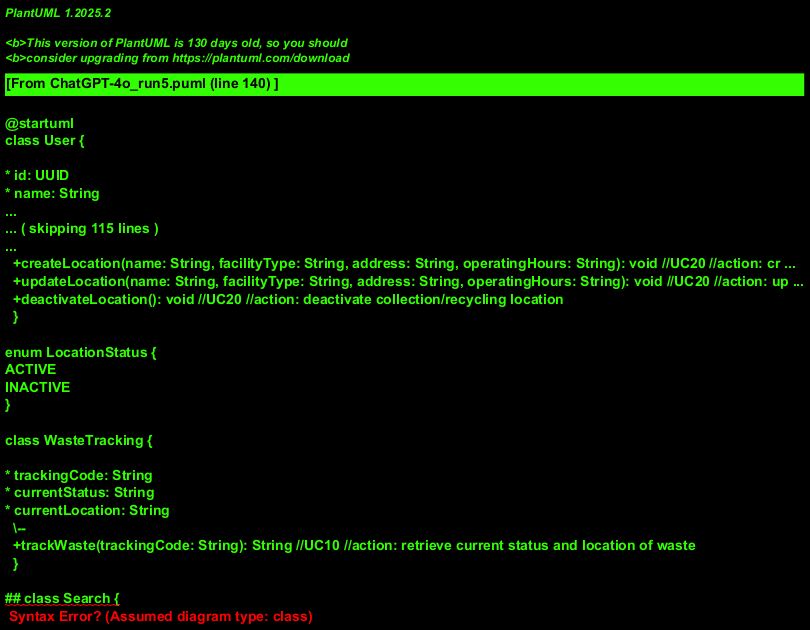 PlantUML 1.2025.2
<b>This version of PlantUML is 130 days old, so you should
<b>consider upgrading from https://plantuml.com/download
[From ChatGPT-4o_run5.puml (line 140) ]
@startuml
class User {
* id: UUID
* name: String
...
... ( skipping 115 lines )
...
+createLocation(name: String, facilityType: String, address: String, operatingHours: String): void //UC20 //action: cr ...
+updateLocation(name: String, facilityType: String, address: String, operatingHours: String): void //UC20 //action: up ...
+deactivateLocation(): void //UC20 //action: deactivate collection/recycling location
}
enum LocationStatus {
ACTIVE
INACTIVE
}
class WasteTracking {
* trackingCode: String
* currentStatus: String
* currentLocation: String
\--
+trackWaste(trackingCode: String): String //UC10 //action: retrieve current status and location of waste
}
## class Search {
Syntax Error? (Assumed diagram type: class)